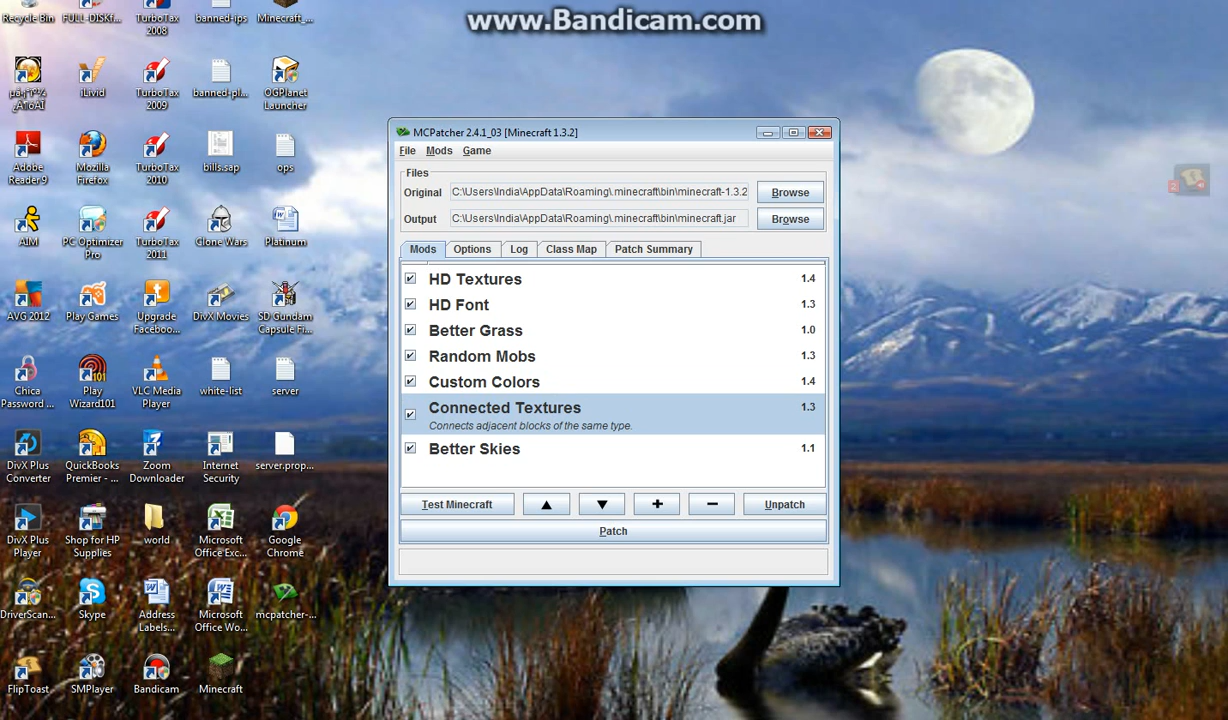 www.Bandicam.com
Recycle Bin
FULL-DISKf...
TurboTax
2008
banned-ips
Minecraft_...
iLivid
TurboTax
2009
banned-pl...
OGPlanet
Launcher
Adobe
Reader 9
Mozilla
Firefox
TurboTax
2010
bills.sap
ops
AIM
PC Optimizer
Pro
TurboTax
2011
Clone Wars
Platinum
AVG 2012
Play Games
Upgrade
Faceboo...
DivX Movies
SD Gundam
Capsule Fi...
Chica
Password ...
Play
Wizard101
VLC Media
Player
white-list
server
DivX Plus
Converter
QuickBooks
Premier - ...
Zoom
Downloader
Internet
Security
server.prop...
DivX Plus
Player
Shop for HP
Supplies
world
Microsoft
Office Exc...
Google
Chrome
DriverScan...
Skype
Address
Labels...
Microsoft
Office Wo...
mcpatcher-...
FlipToast
SMPlayer
Bandicam
Minecraft
MCPatcher 2.4.1_03 [Minecraft 1.3.2]
File Mods Game
Files
Original C:\Users\India\AppData\Roaming\.minecraft\bin\minecraft-1.3.2 Browse
Output C:\Users\India\AppData\Roaming\.minecraft\bin\minecraft.jar Browse
Mods Options Log Class Map Patch Summary
HD Textures 1.4
HD Font 1.3
Better Grass 1.0
Random Mobs 1.3
Custom Colors 1.4
Connected Textures 1.3
Connects adjacent blocks of the same type.
Better Skies 1.1
Test Minecraft ▲ ▼ + − Unpatch
Patch
2